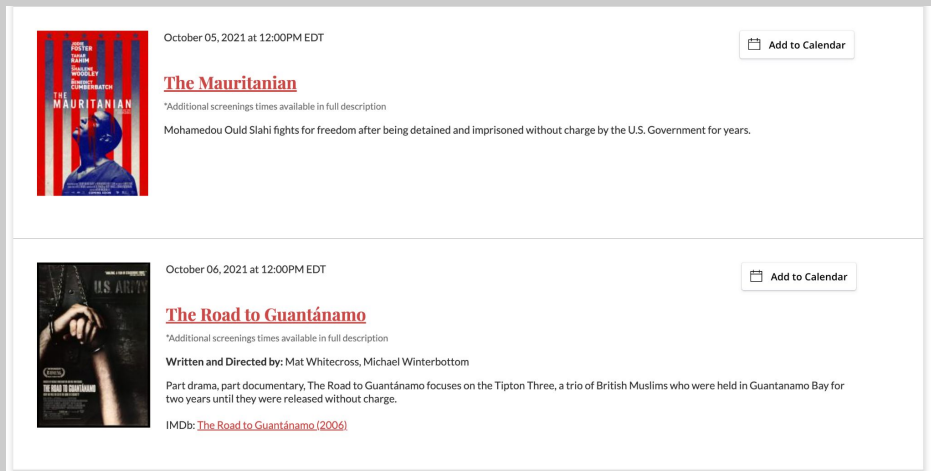 October 05, 2021 at 12:00PM EDT
Add to Calendar
JODIE
FOSTER
TAHAR
RAHIM
SHAILENE
WOODLEY
BENEDICT
CUMBERBATCH
THE
MAURITANIAN
The Mauritanian
*Additional screenings times available in full description
Mohamedou Ould Slahi fights for freedom after being detained and imprisoned without charge by the U.S. Government for years.
October 06, 2021 at 12:00PM EDT
Add to Calendar
U.S. ARMY
THE ROAD TO GUANTÁNAMO
The Road to Guantánamo
*Additional screenings times available in full description
Written and Directed by: Mat Whitecross, Michael Winterbottom
Part drama, part documentary, The Road to Guantánamo focuses on the Tipton Three, a trio of British Muslims who were held in Guantanamo Bay for
two years until they were released without charge.
IMDb: The Road to Guantánamo (2006)